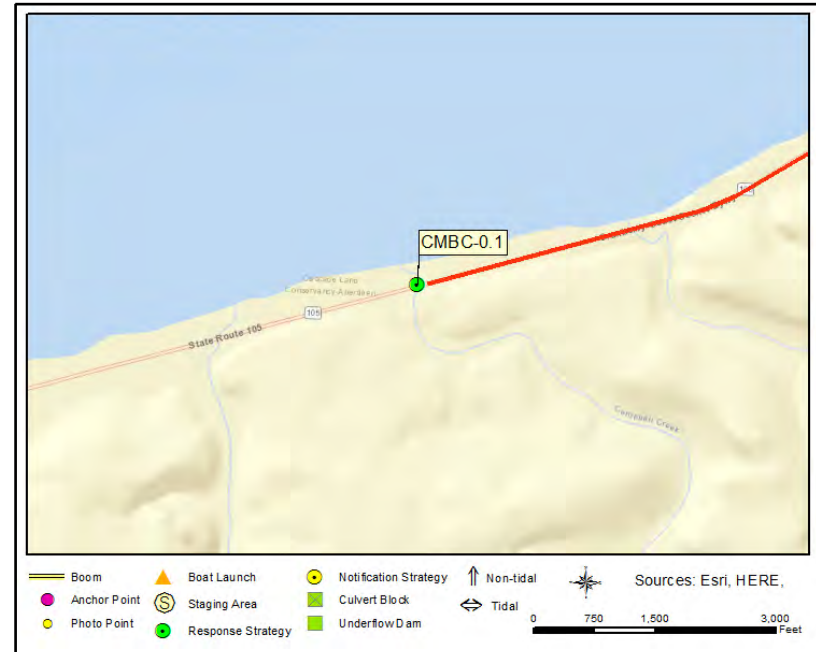 CMBC-0.1
Conservancy Aberdeen
105
State Route 105
Campbell Creek
Boom
Boat Launch
Notification Strategy
Non-tidal
Sources: Esri, HERE,
Anchor Point
S
Staging Area
Culvert Block
Tidal
Photo Point
Response Strategy
Underflow Dam
0 750 1,500 3,000
Feet